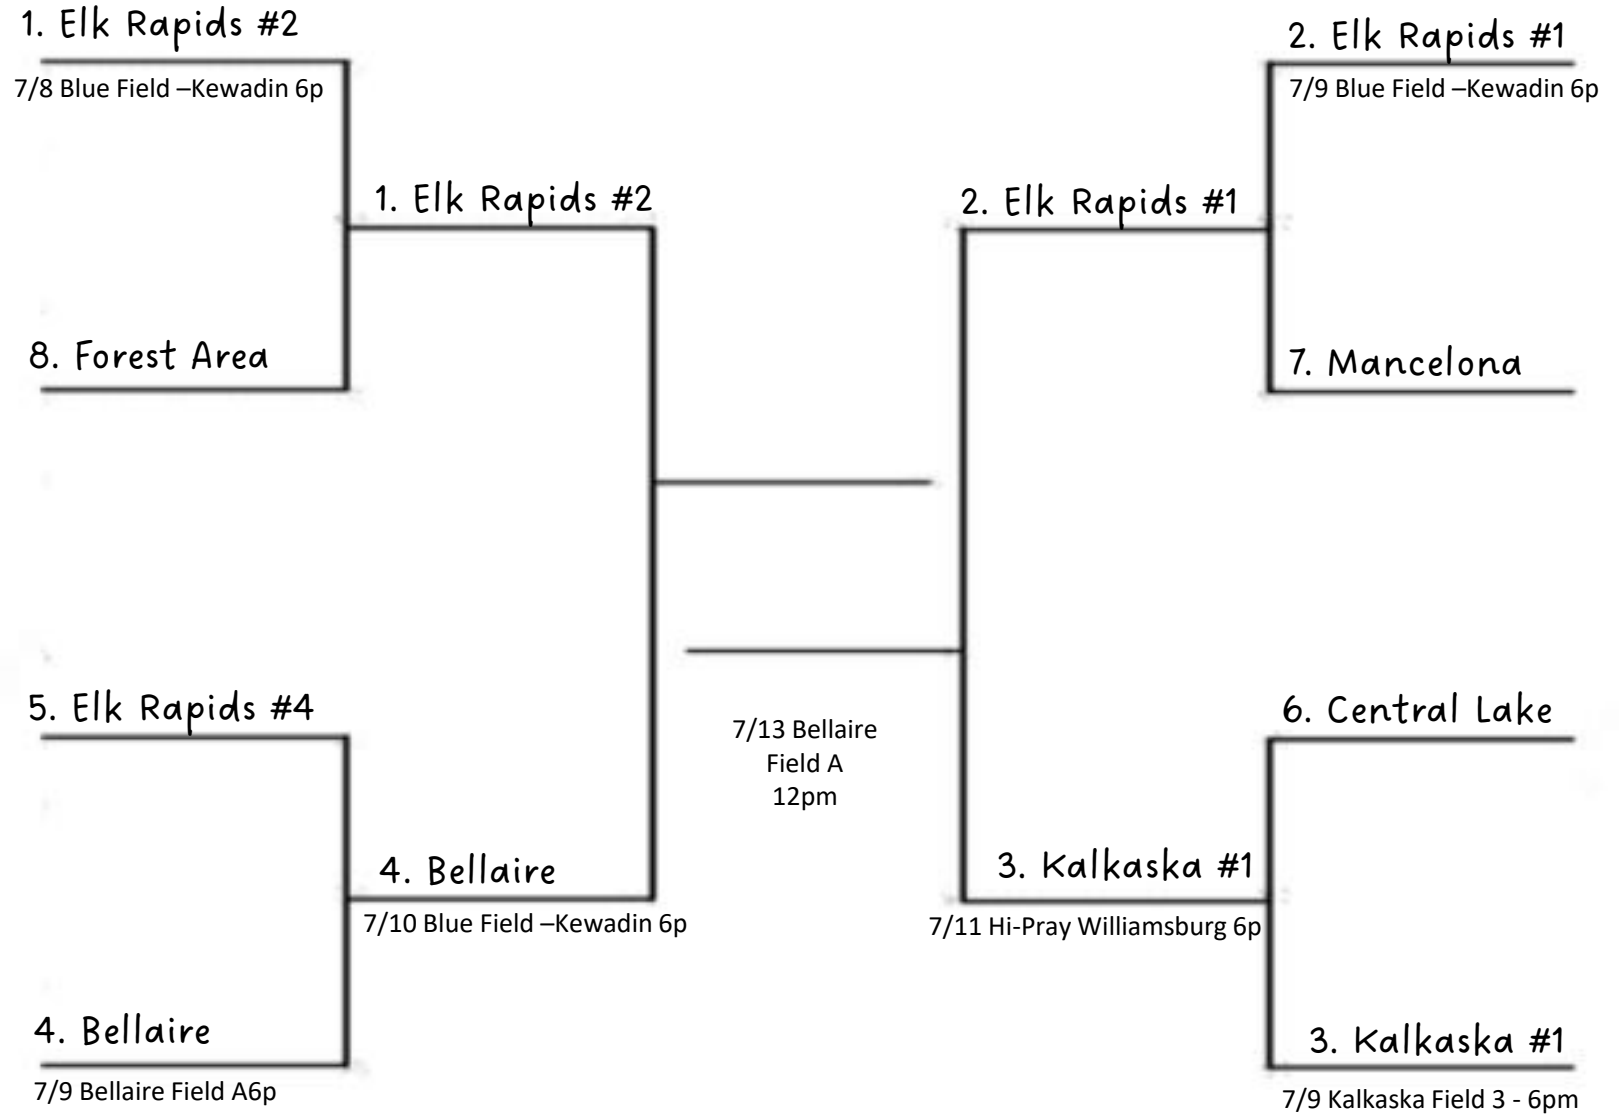 1. Elk Rapids #2
7/8 Blue Field –Kewadin 6p
8. Forest Area
1. Elk Rapids #2
5. Elk Rapids #4
4. Bellaire
7/9 Bellaire Field A6p
4. Bellaire
7/10 Blue Field –Kewadin 6p
7/13 Bellaire
Field A
12pm
2. Elk Rapids #1
3. Kalkaska #1
7/11 Hi-Pray Williamsburg 6p
2. Elk Rapids #1
7/9 Blue Field –Kewadin 6p
7. Mancelona
6. Central Lake
3. Kalkaska #1
7/9 Kalkaska Field 3 - 6pm